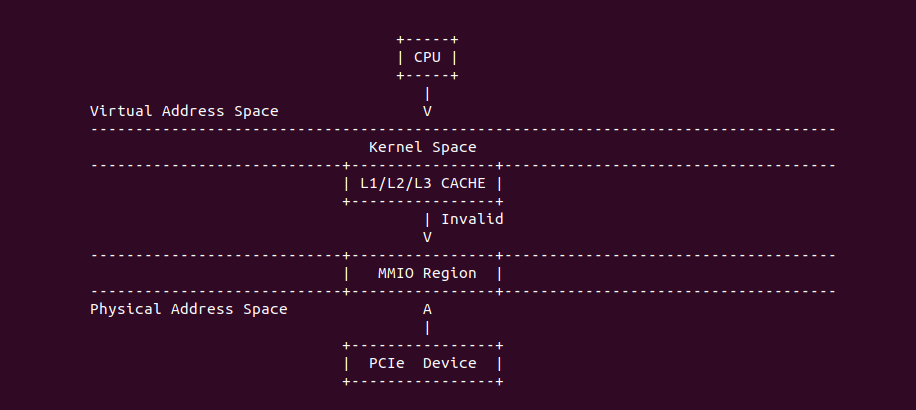 +-----+
| CPU |
+-----+
|
Virtual Address Space V
-----------------------------------------------------------------------------------
Kernel Space
----------------------------+----------------+-------------------------------------
| L1/L2/L3 CACHE |
+----------------+
| Invalid
V
----------------------------+----------------+-------------------------------------
| MMIO Region |
----------------------------+----------------+-------------------------------------
Physical Address Space A
|
+----------------+
| PCIe  Device |
+----------------+